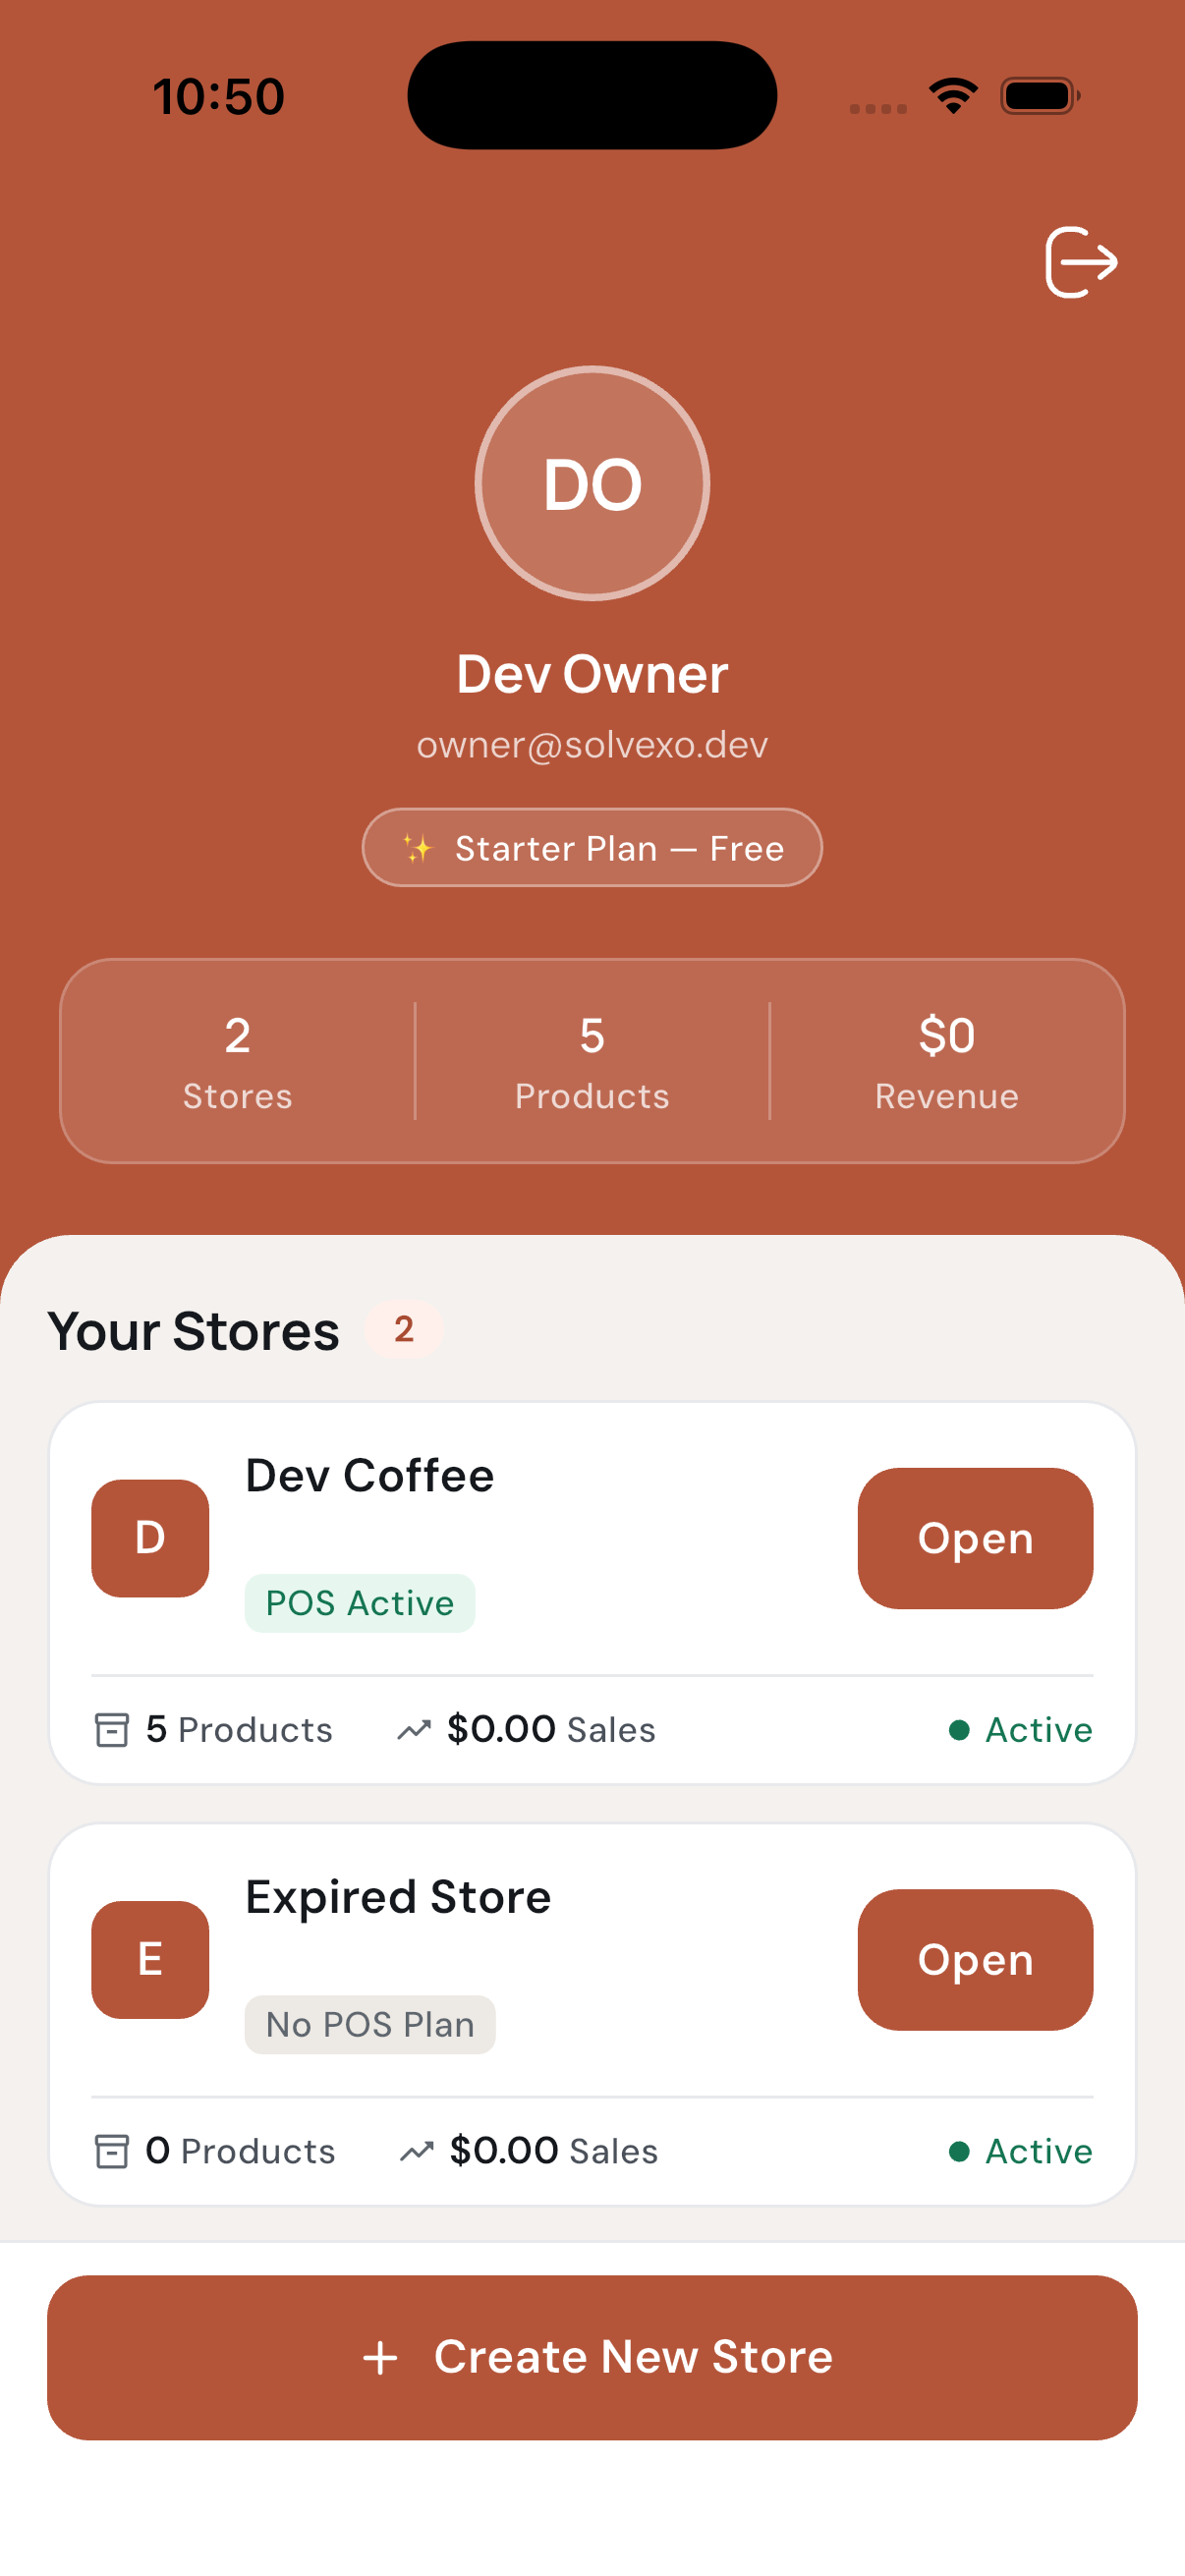 10:50
DO
Dev Owner
owner@solvexo.dev
✨ Starter Plan — Free
2 5 $0
Stores Products Revenue
Your Stores 2
Dev Coffee
D
Open
POS Active
5 Products $0.00 Sales Active
Expired Store
E
Open
No POS Plan
0 Products $0.00 Sales Active
+ Create New Store